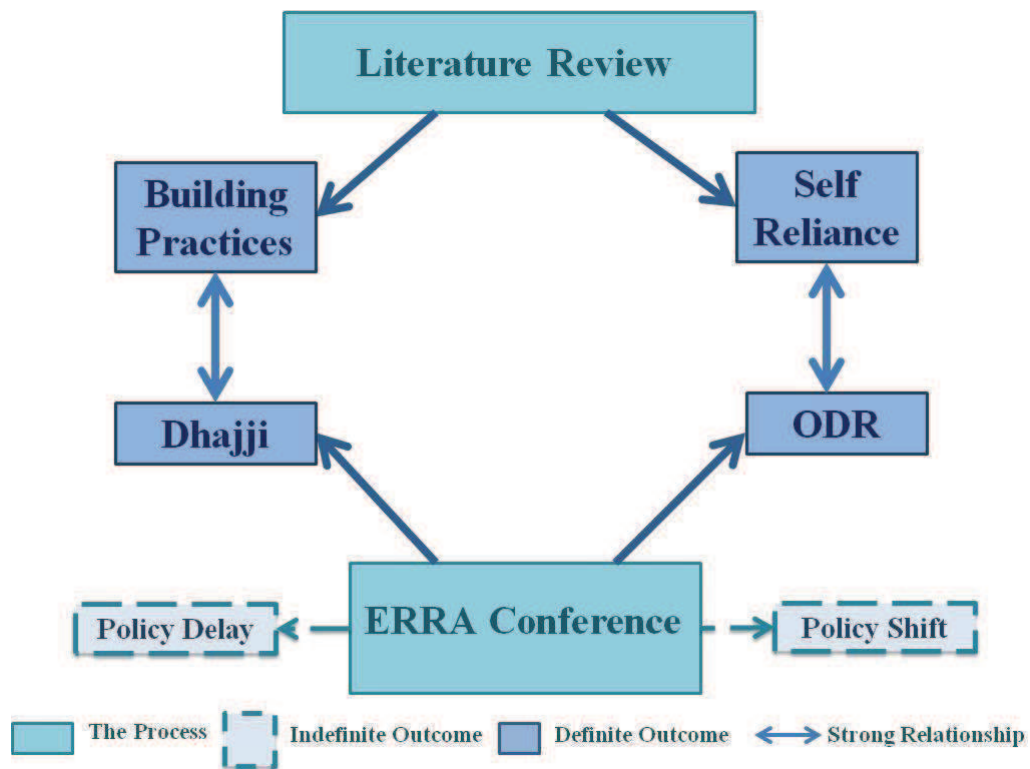 Literature Review
Building
Practices
Self
Reliance
Dhajji
ODR
ERRA Conference
Policy Delay
Policy Shift
The Process
Indefinite Outcome
Definite Outcome
Strong Relationship